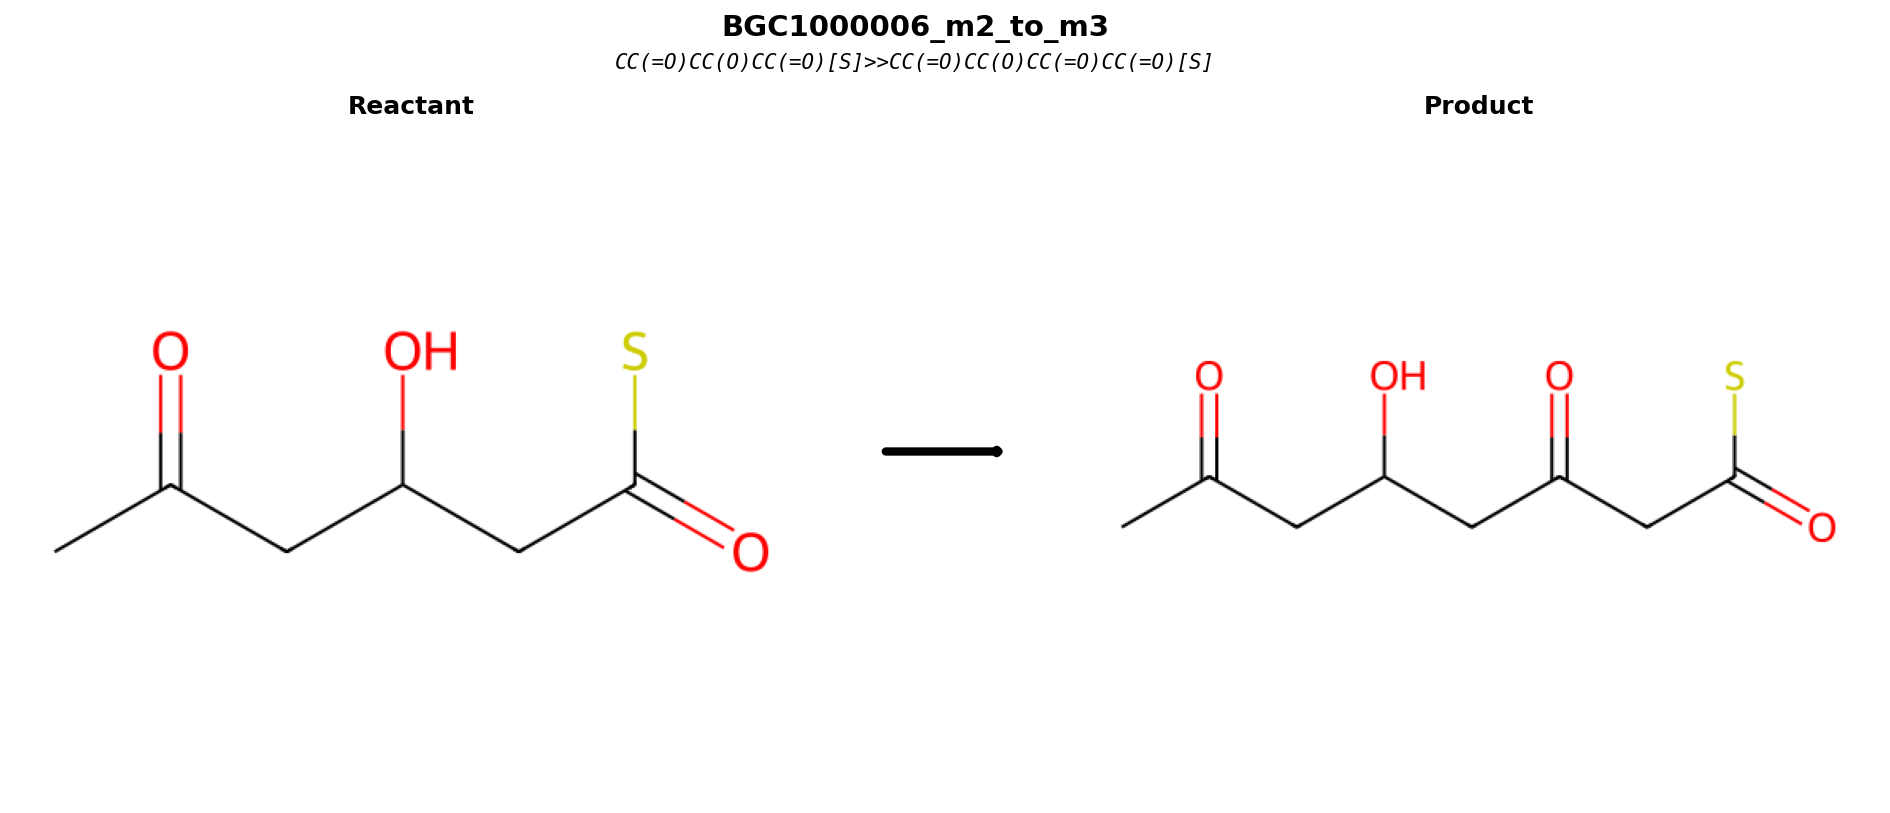 BGC1000006_m2_to_m3
CC(=O)CC(O)CC(=O)[S]>>CC(=O)CC(O)CC(=O)CC(=O)[S]
Reactant
Product
O OH S
O
O OH O S
O